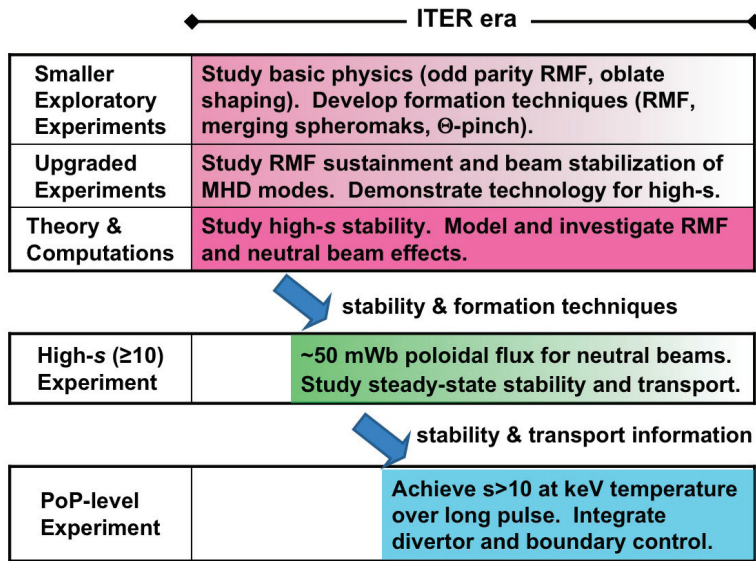 ITER era
Smaller
Exploratory
Experiments
Study basic physics (odd parity RMF, oblate
shaping). Develop formation techniques (RMF,
merging spheromaks, Θ-pinch).
Upgraded
Experiments
Study RMF sustainment and beam stabilization of
MHD modes. Demonstrate technology for high-s.
Theory &
Computations
Study high-s stability. Model and investigate RMF
and neutral beam effects.
stability & formation techniques
High-s (≥10)
Experiment
~50 mWb poloidal flux for neutral beams.
Study steady-state stability and transport.
stability & transport information
PoP-level
Experiment
Achieve s>10 at keV temperature
over long pulse. Integrate
divertor and boundary control.